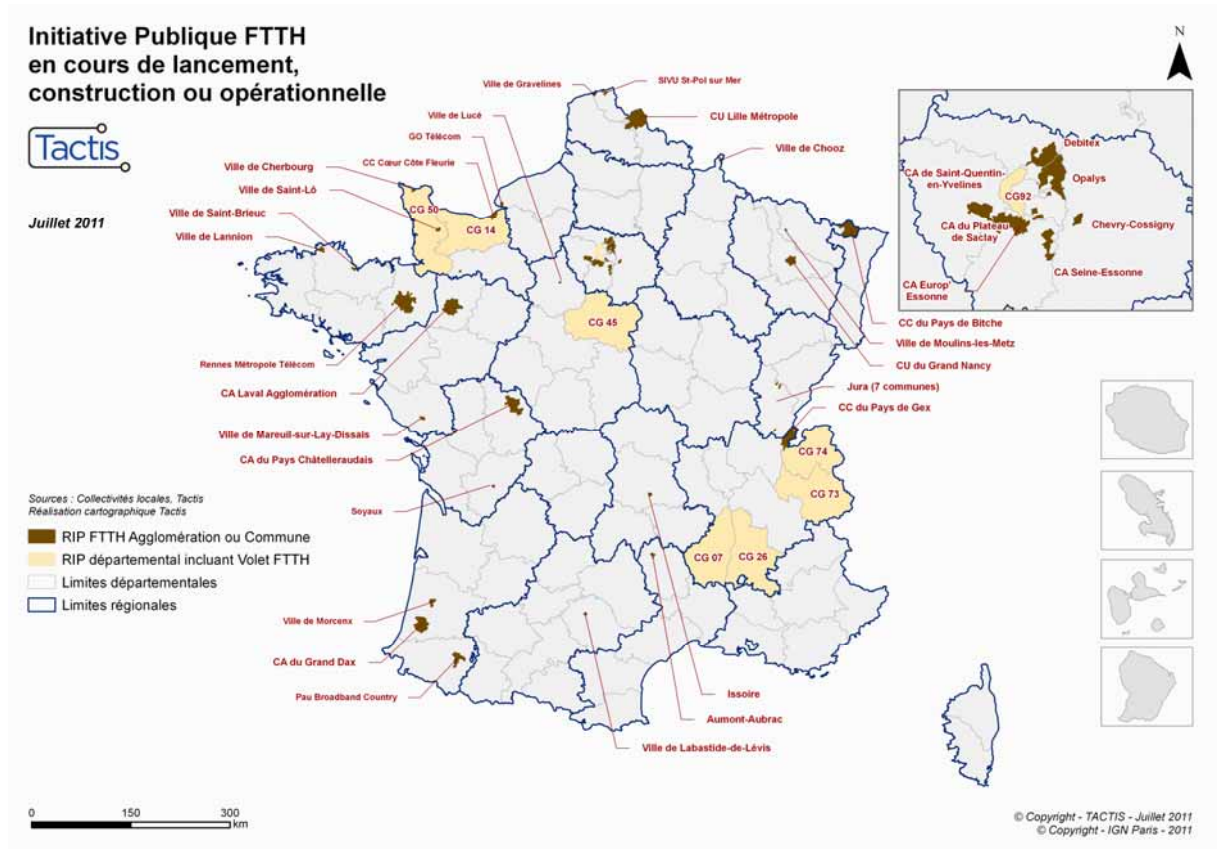 Initiative Publique FTTH
en cours de lancement,
construction ou opérationnelle
Tactis
Juillet 2011
N
Ville de Gravelines
SIVU St-Pol sur Mer
Ville de Lucé
CU Lille Métropole
GO Télécom
Ville de Chooz
CC Cœur Côte Fleurie
Ville de Cherbourg
Ville de Saint-Lô
CG 50
CG 14
Ville de Saint-Brieuc
Ville de Lannion
Debitex
CA de Saint-Quentin-
en-Yvelines
Opalys
CG92
CA du Plateau
de Saclay
Chevry-Cossigny
CA Seine-Essonne
CA Europ'
Essonne
CG 45
CC du Pays de Bitche
Ville de Moulins-les-Metz
CU du Grand Nancy
Rennes Métropole Télécom
CA Laval Agglomération
Jura (7 communes)
CC du Pays de Gex
Ville de Mareuil-sur-Lay-Dissais
CA du Pays Châtelleraudais
CG 74
CG 73
Soyaux
CG 07
CG 26
Sources : Collectivités locales, Tactis
Réalisation cartographique Tactis
RIP FTTH Agglomération ou Commune
RIP départemental incluant Volet FTTH
Limites départementales
Limites régionales
Ville de Morcenx
CA du Grand Dax
Pau Broadband Country
Issoire
Aumont-Aubrac
Ville de Labastide-de-Lévis
0 150 300
km
© Copyright - TACTIS - Juillet 2011
© Copyright - IGN Paris - 2011